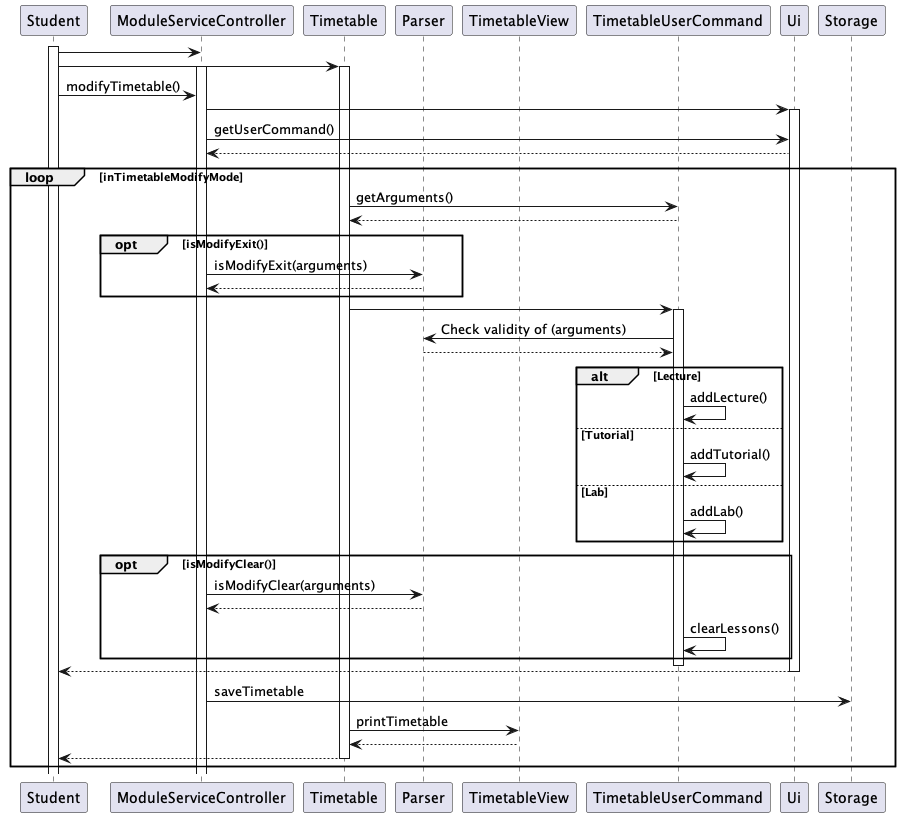 Student ModuleServiceController Timetable Parser TimetableView TimetableUserCommand Ui Storage
modifyTimetable()
getUserCommand()
loop [inTimetableModifyMode]
getArguments()
opt [isModifyExit()]
isModifyExit(arguments)
Check validity of (arguments)
alt [Lecture]
addLecture()
[Tutorial]
addTutorial()
[Lab]
addLab()
opt [isModifyClear()]
isModifyClear(arguments)
clearLessons()
saveTimetable
printTimetable
Student ModuleServiceController Timetable Parser TimetableView TimetableUserCommand Ui Storage